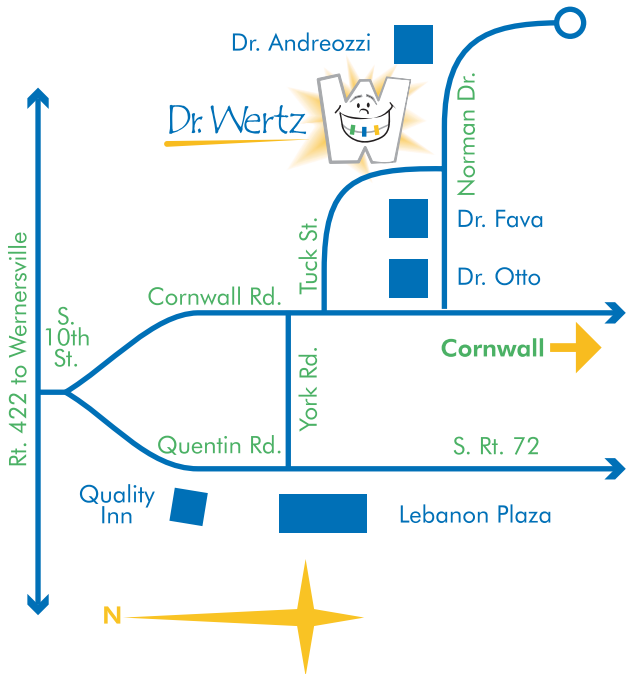 Dr. Andreozzi
Dr. Wertz
W
Norman Dr.
Dr. Fava
Tuck St.
Dr. Otto
Cornwall Rd.
S.
10th
St.
Rt. 422 to Wernersville
Cornwall
York Rd.
Quentin Rd.
S. Rt. 72
Quality
Inn
Lebanon Plaza
N